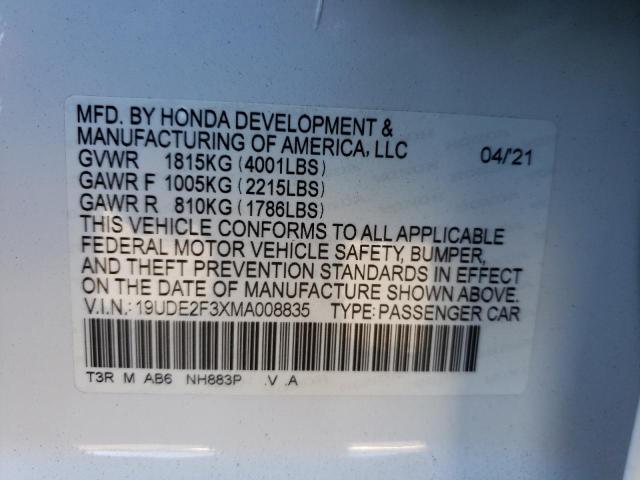 MFD. BY HONDA DEVELOPMENT &
MANUFACTURING OF AMERICA, LLC 04/'21
GVWR 1815KG (4001LBS)
GAWR F 1005KG (2215LBS)
GAWR R 810KG (1786LBS)
THIS VEHICLE CONFORMS TO ALL APPLICABLE
FEDERAL MOTOR VEHICLE SAFETY, BUMPER,
AND THEFT PREVENTION STANDARDS IN EFFECT
ON THE DATE OF MANUFACTURE SHOWN ABOVE.
V.I.N.: 19UDE2F3XMA008835 TYPE: PASSENGER CAR
T3R M AB6 NH883P .V .A